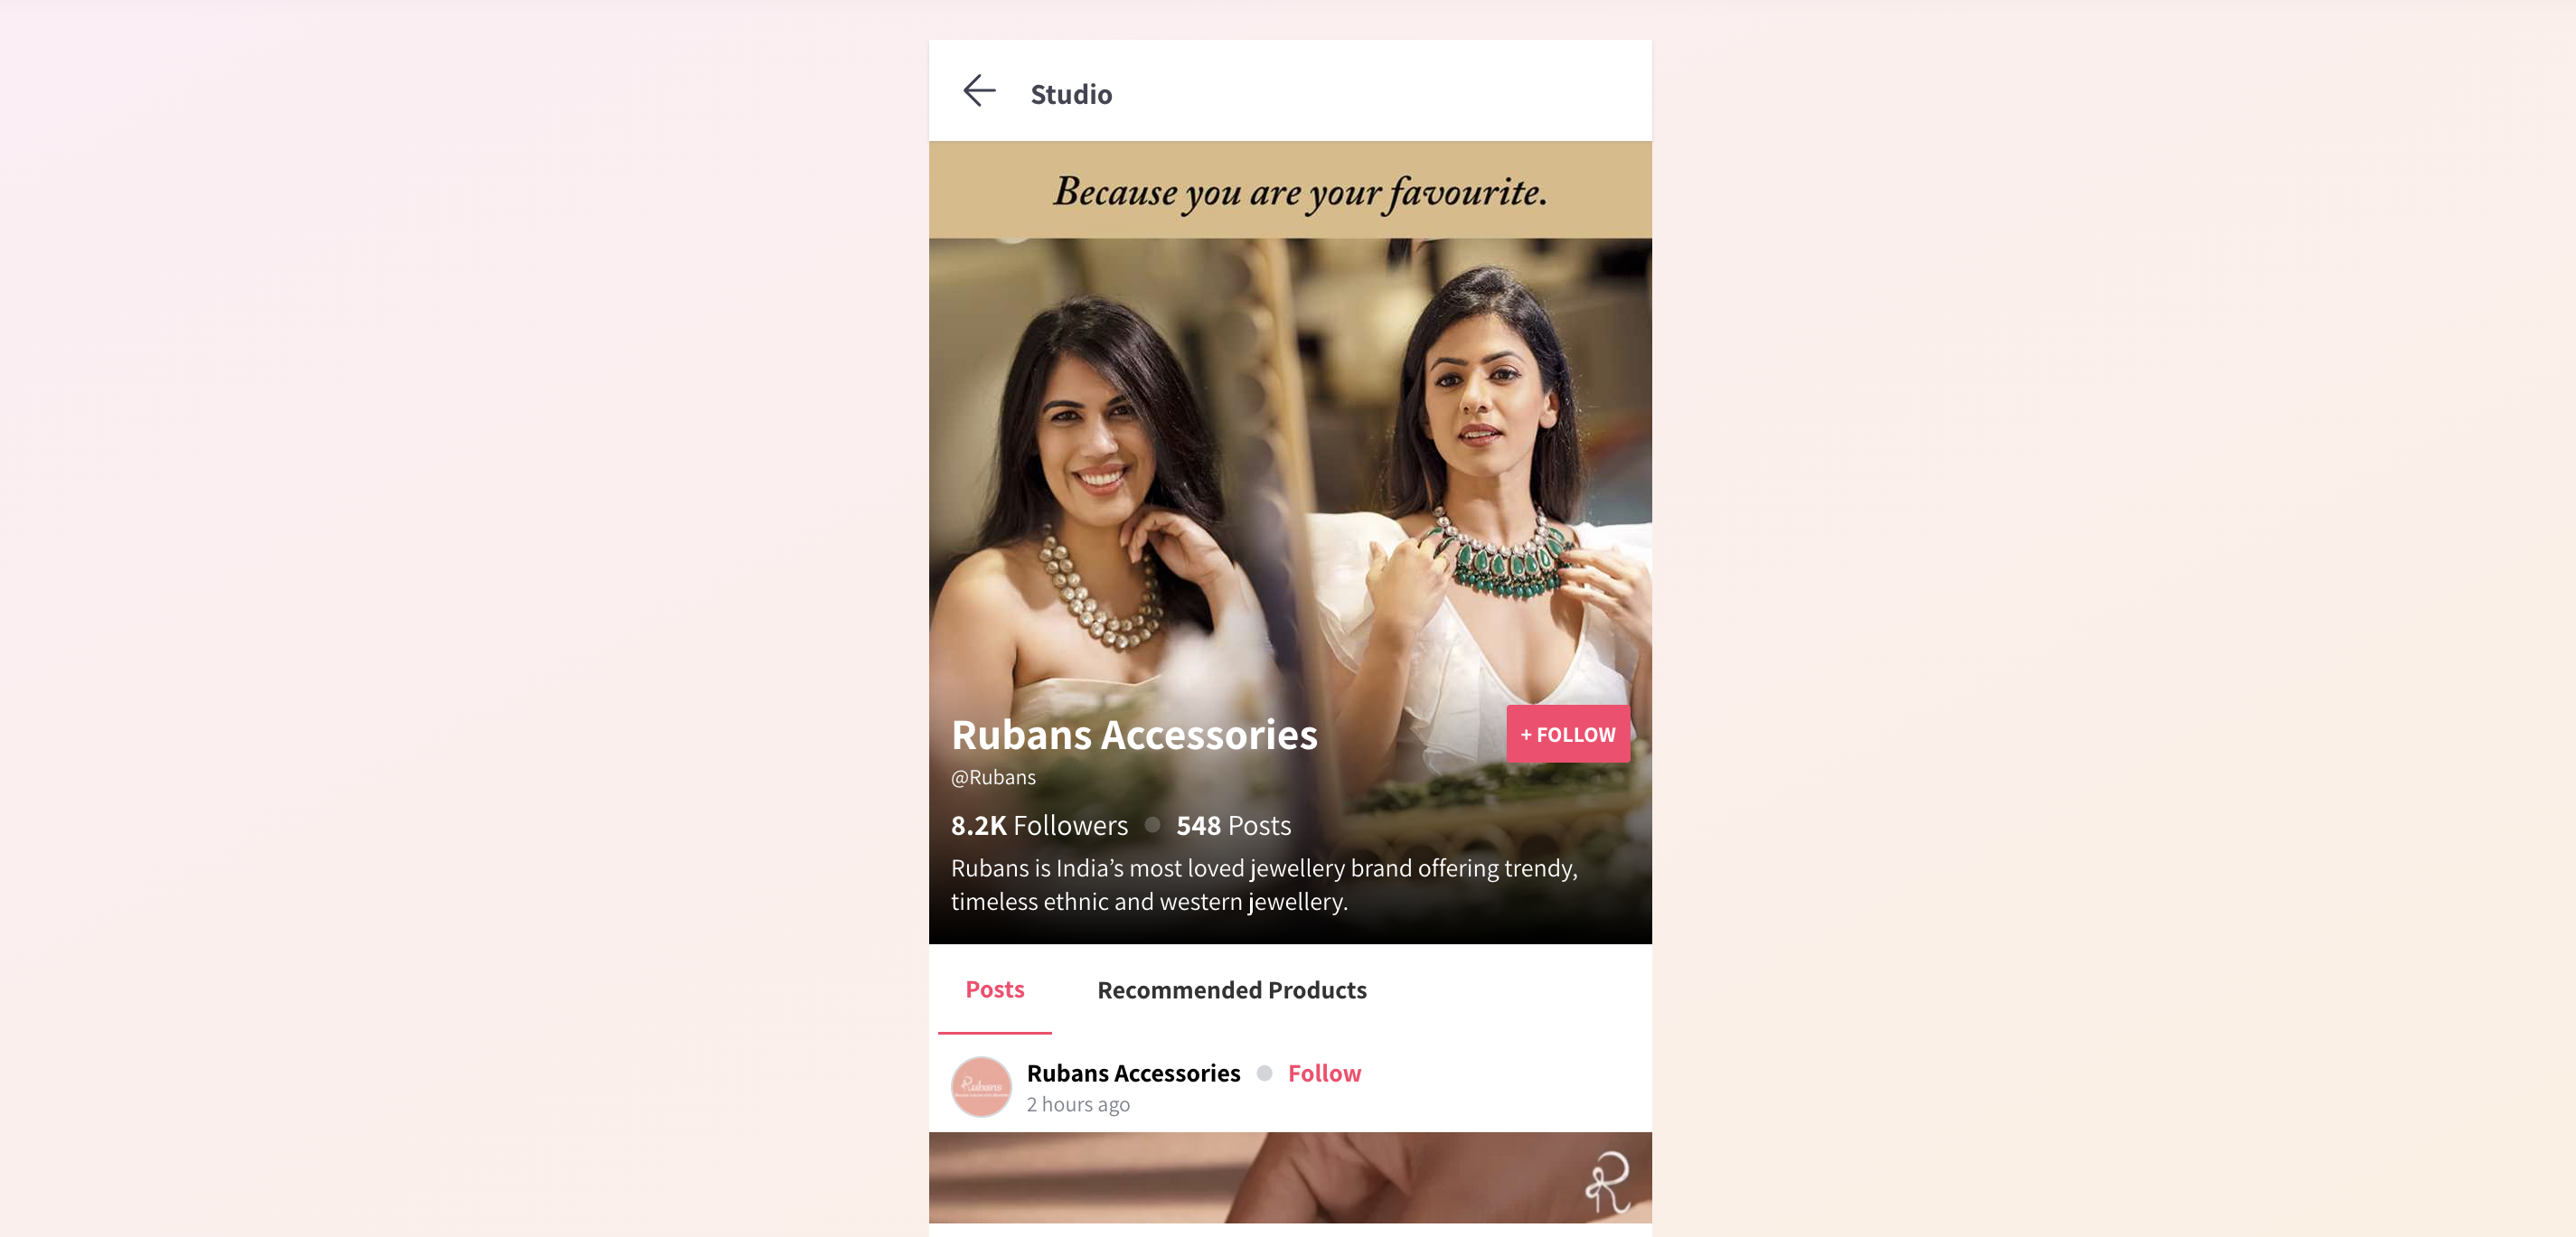 Studio
Because you are your favourite.
Rubans Accessories
+ FOLLOW
@Rubans
8.2K Followers 548 Posts
Rubans is India’s most loved jewellery brand offering trendy,
timeless ethnic and western jewellery.
Posts Recommended Products
Rubans
Rubans Accessories Follow
2 hours ago
R